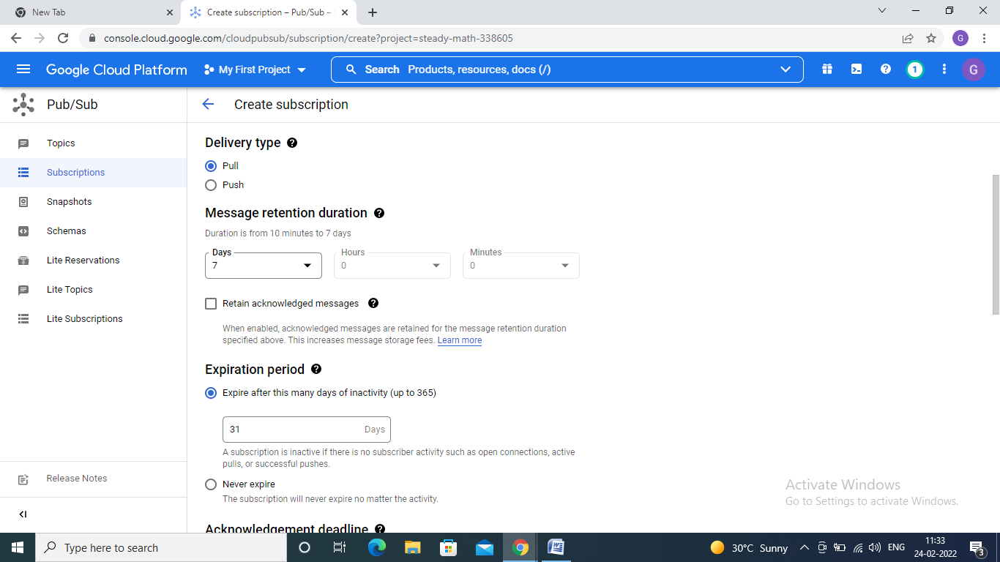 New Tab
Create subscription – Pub/Sub –
console.cloud.google.com/cloudpubsub/subscription/create?project=steady-math-338605
G
Google Cloud Platform
My First Project
Search Products, resources, docs (/)
1
G
Pub/Sub
Create subscription
Topics
Subscriptions
Snapshots
Schemas
Lite Reservations
Lite Topics
Lite Subscriptions
Release Notes
Delivery type
Pull
Push
Message retention duration
Duration is from 10 minutes to 7 days
Days
7
Hours
0
Minutes
0
Retain acknowledged messages
When enabled, acknowledged messages are retained for the message retention duration
specified above. This increases message storage fees. Learn more
Expiration period
Expire after this many days of inactivity (up to 365)
31 Days
A subscription is inactive if there is no subscriber activity such as open connections, active
pulls, or successful pushes.
Never expire
The subscription will never expire no matter the activity.
Acknowledgement deadline
Activate Windows
Go to Settings to activate Windows.
Type here to search
30°C Sunny
ENG
11:33
24-02-2022
3